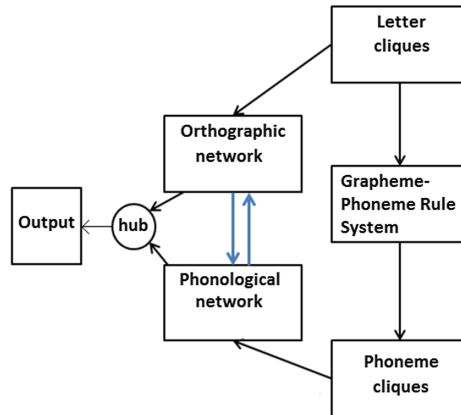 Letter
cliques
Orthographic
network
Grapheme-
Phoneme Rule
System
Output
hub
Phonological
network
Phoneme
cliques